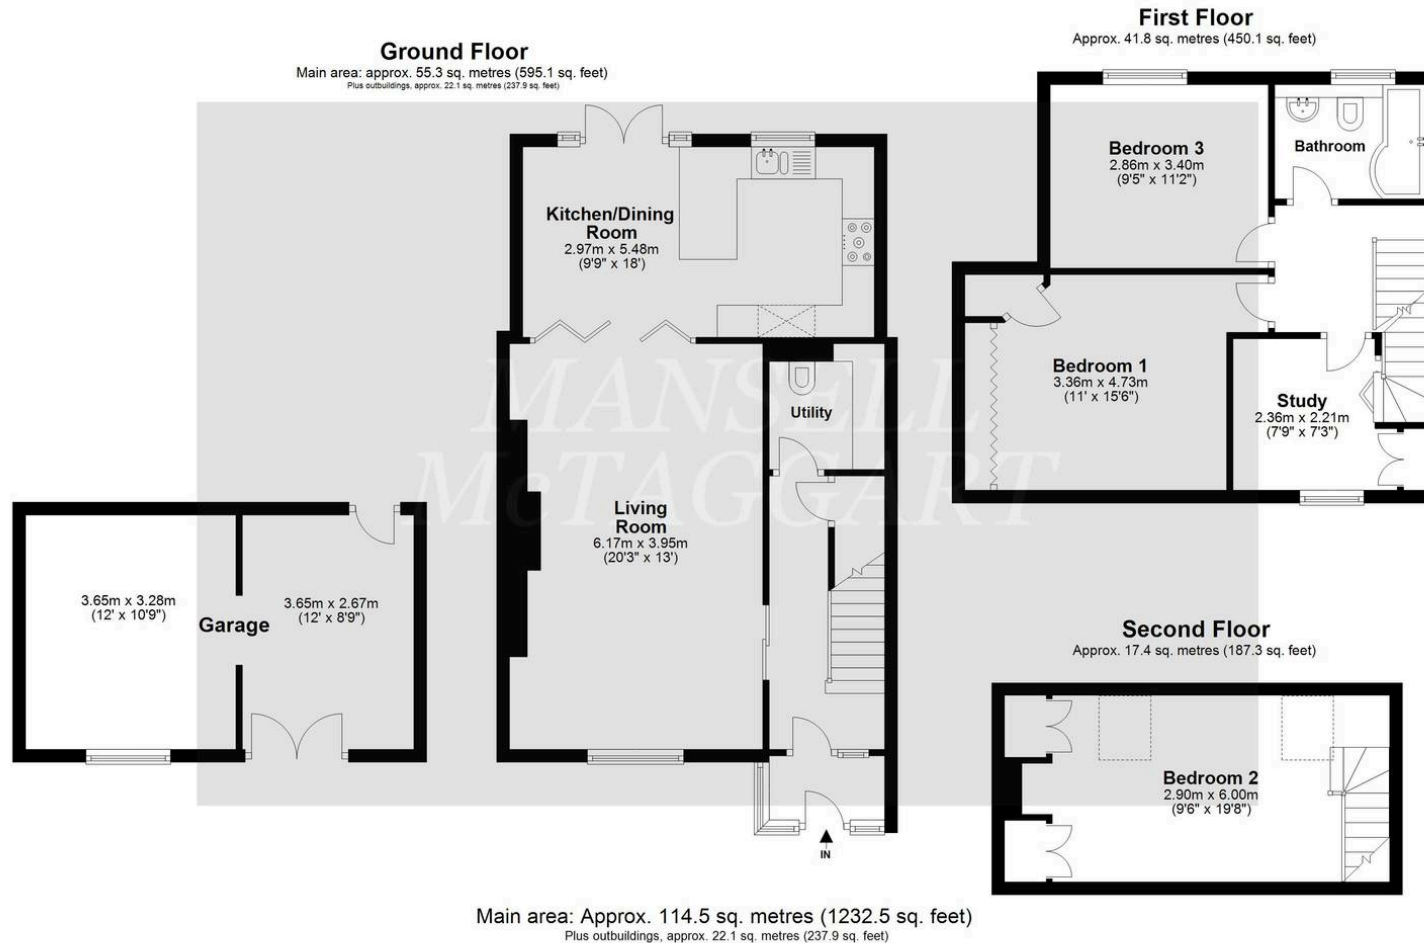 First Floor
Approx. 41.8 sq. metres (450.1 sq. feet)
Ground Floor
Main area: approx. 55.3 sq. metres (595.1 sq. feet)
Plus outbuildings, approx. 22.1 sq. metres (237.9 sq. feet)
Bedroom 3
2.86m x 3.40m
(9'5" x 11'2")
Bathroom
Kitchen/Dining
Room
2.97m x 5.48m
(9'9" x 18')
Bedroom 1
3.36m x 4.73m
(11' x 15'6")
Study
2.36m x 2.21m
(7'9" x 7'3")
Utility
MANSELL
McTAGGART
Living
Room
6.17m x 3.95m
(20'3" x 13')
3.65m x 3.28m
(12' x 10'9")
Garage
3.65m x 2.67m
(12' x 8'9")
Second Floor
Approx. 17.4 sq. metres (187.3 sq. feet)
Bedroom 2
2.90m x 6.00m
(9'6" x 19'8")
IN
Main area: Approx. 114.5 sq. metres (1232.5 sq. feet)
Plus outbuildings, approx. 22.1 sq. metres (237.9 sq. feet)